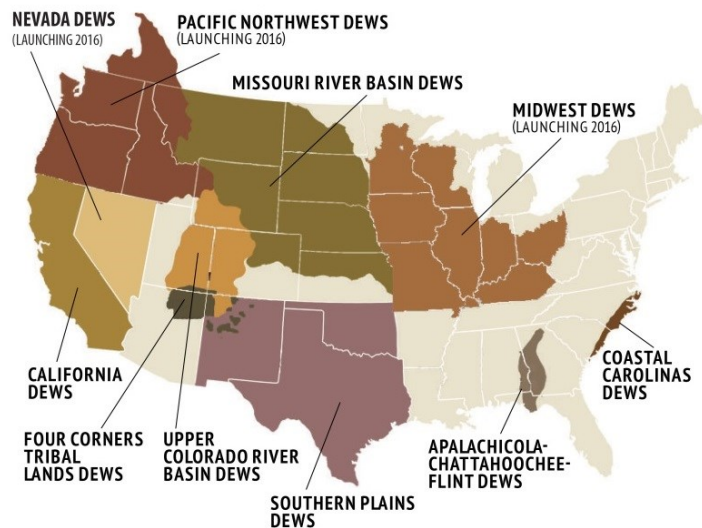 NEVADA DEWS
(LAUNCHING 2016)
PACIFIC NORTHWEST DEWS
(LAUNCHING 2016)
MISSOURI RIVER BASIN DEWS
MIDWEST DEWS
(LAUNCHING 2016)
CALIFORNIA
DEWS
FOUR CORNERS
TRIBAL
LANDS DEWS
UPPER
COLORADO RIVER
BASIN DEWS
SOUTHERN PLAINS
DEWS
APALACHICOLA-
CHATTAHOOCHEE-
FLINT DEWS
COASTAL
CAROLINAS
DEWS